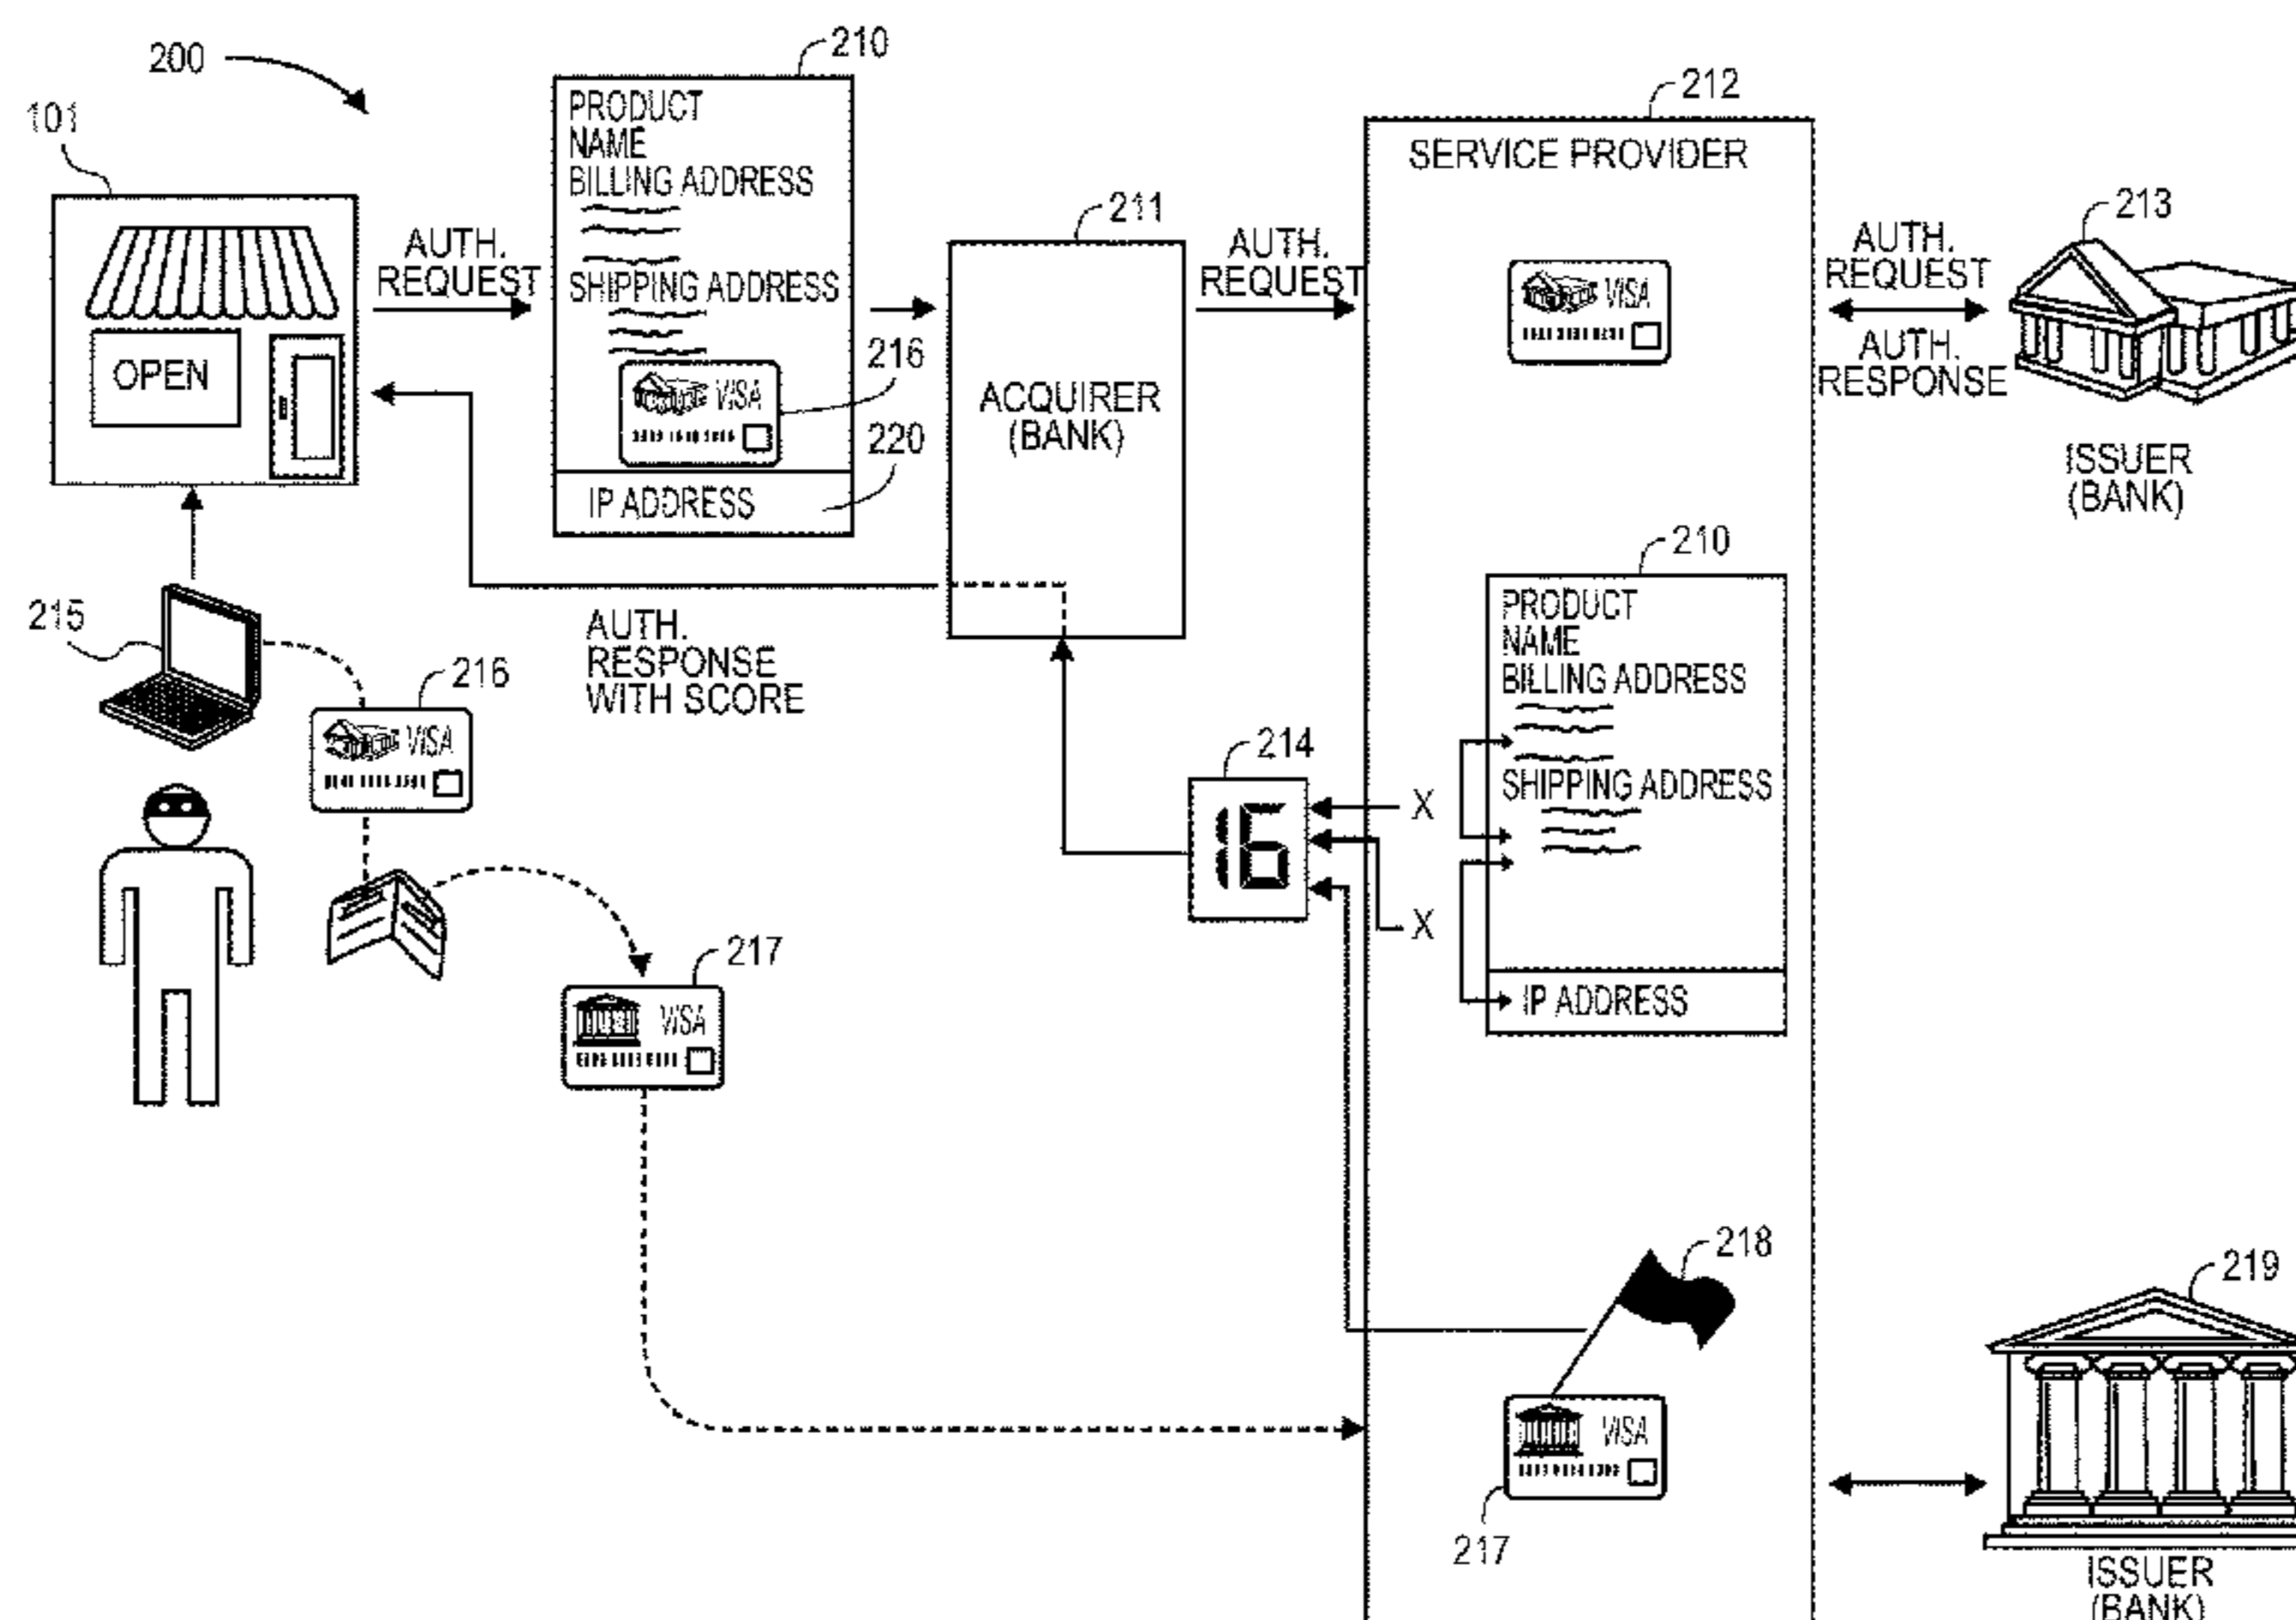 200
101
OPEN
AUTH.
REQUEST
210
PRODUCT
NAME
BILLING ADDRESS
SHIPPING ADDRESS
VISA
216
220
IP ADDRESS
211
ACQUIRER
(BANK)
AUTH.
REQUEST
212
SERVICE PROVIDER
VISA
AUTH.
REQUEST
AUTH.
RESPONSE
213
ISSUER
(BANK)
215
216
VISA
AUTH.
RESPONSE
WITH SCORE
217
VISA
214
16
X
X
210
PRODUCT
NAME
BILLING ADDRESS
SHIPPING ADDRESS
IP ADDRESS
218
VISA
217
219
ISSUER
(BANK)